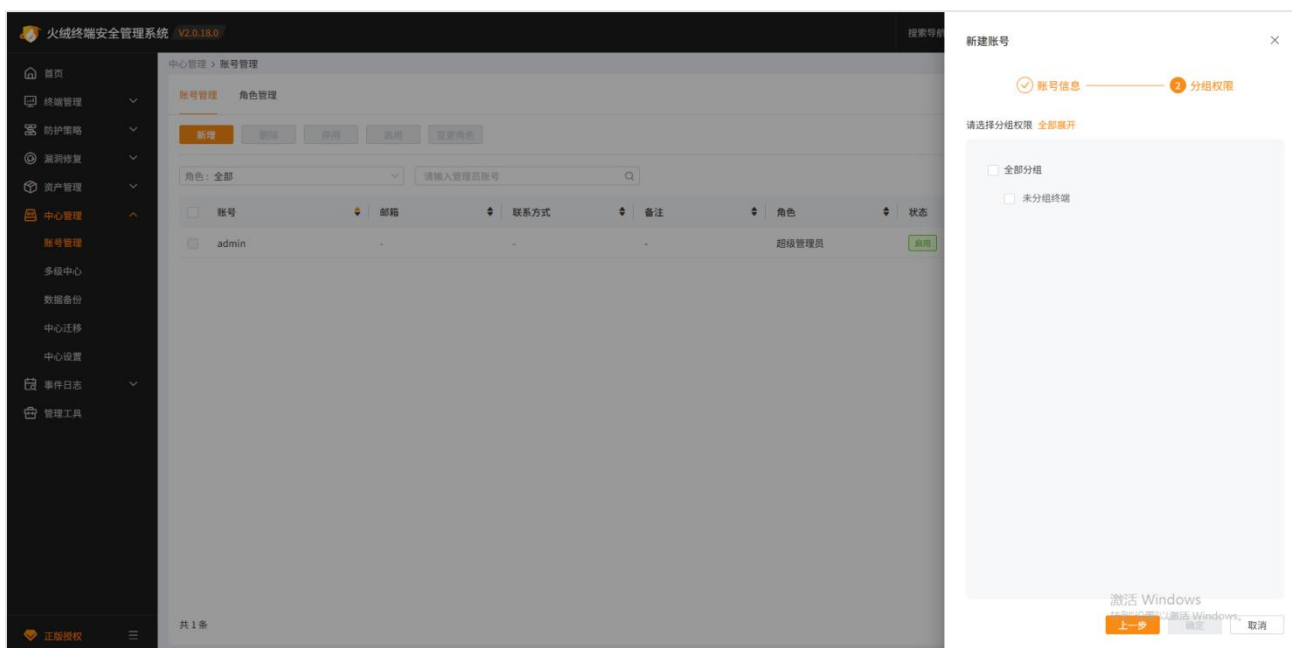 火绒终端安全管理系统 V2.0.18.0
搜索导航
首页
终端管理
防护策略
漏洞修复
资产管理
中心管理
账号管理
多级中心
数据备份
中心迁移
中心设置
事件日志
管理工具
正版授权
中心管理 > 账号管理
账号管理 角色管理
新增 删除 停用 启用 变更角色
角色: 全部 请输入管理员账号
账号 邮箱 联系方式 备注 角色 状态
admin - - - 超级管理员 启用
共 1 条
新建账号
账号信息 2 分组权限
请选择分组权限 全部展开
全部分组
未分组终端
激活 Windows
激活 Windows。
上一步 确定 取消